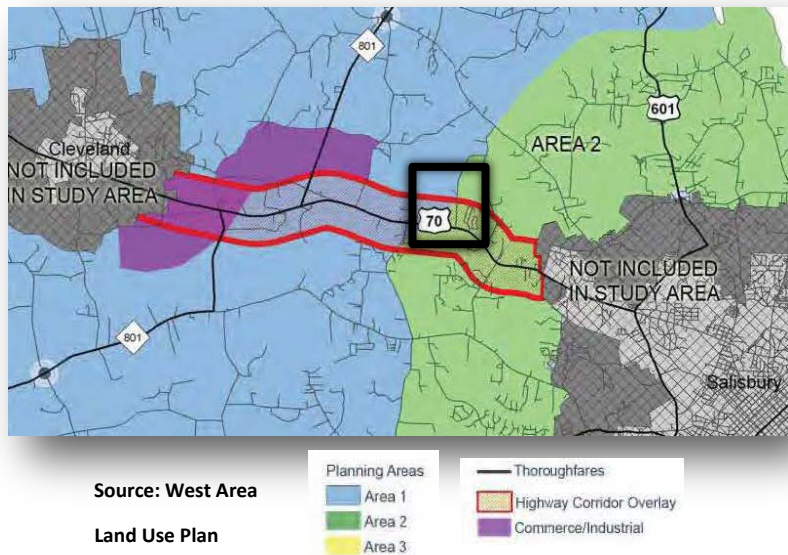 801
601
Cleveland
NOT INCLUDED
IN STUDY AREA
AREA 2
70
NOT INCLUDED
IN STUDY AREA
801
Salisbury
Source: West Area
Land Use Plan
Planning Areas
Area 1
Area 2
Area 3
Thoroughfares
Highway Corridor Overlay
Commerce/Industrial